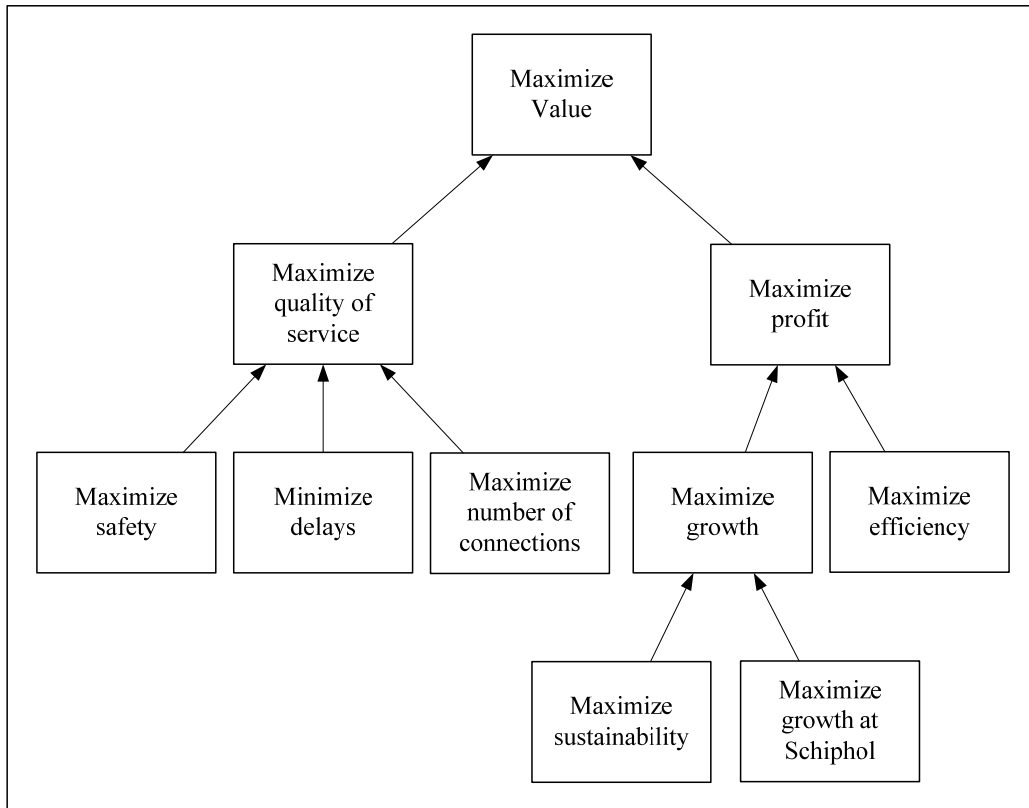 Maximize
Value
Maximize
quality of
service
Maximize
profit
Maximize
safety
Minimize
delays
Maximize
number of
connections
Maximize
growth
Maximize
efficiency
Maximize
sustainability
Maximize
growth at
Schiphol